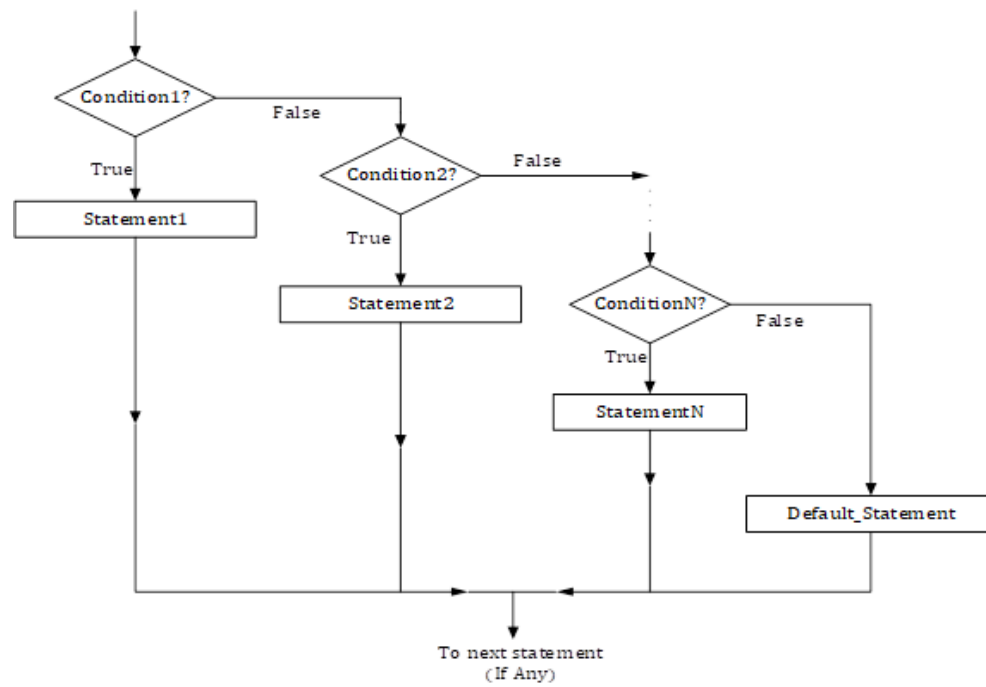 Condition1?
False
True
Condition2?
False
Statement1
True
Statement2
ConditionN?
False
True
StatementN
Default_Statement
To next statement
(If Any)